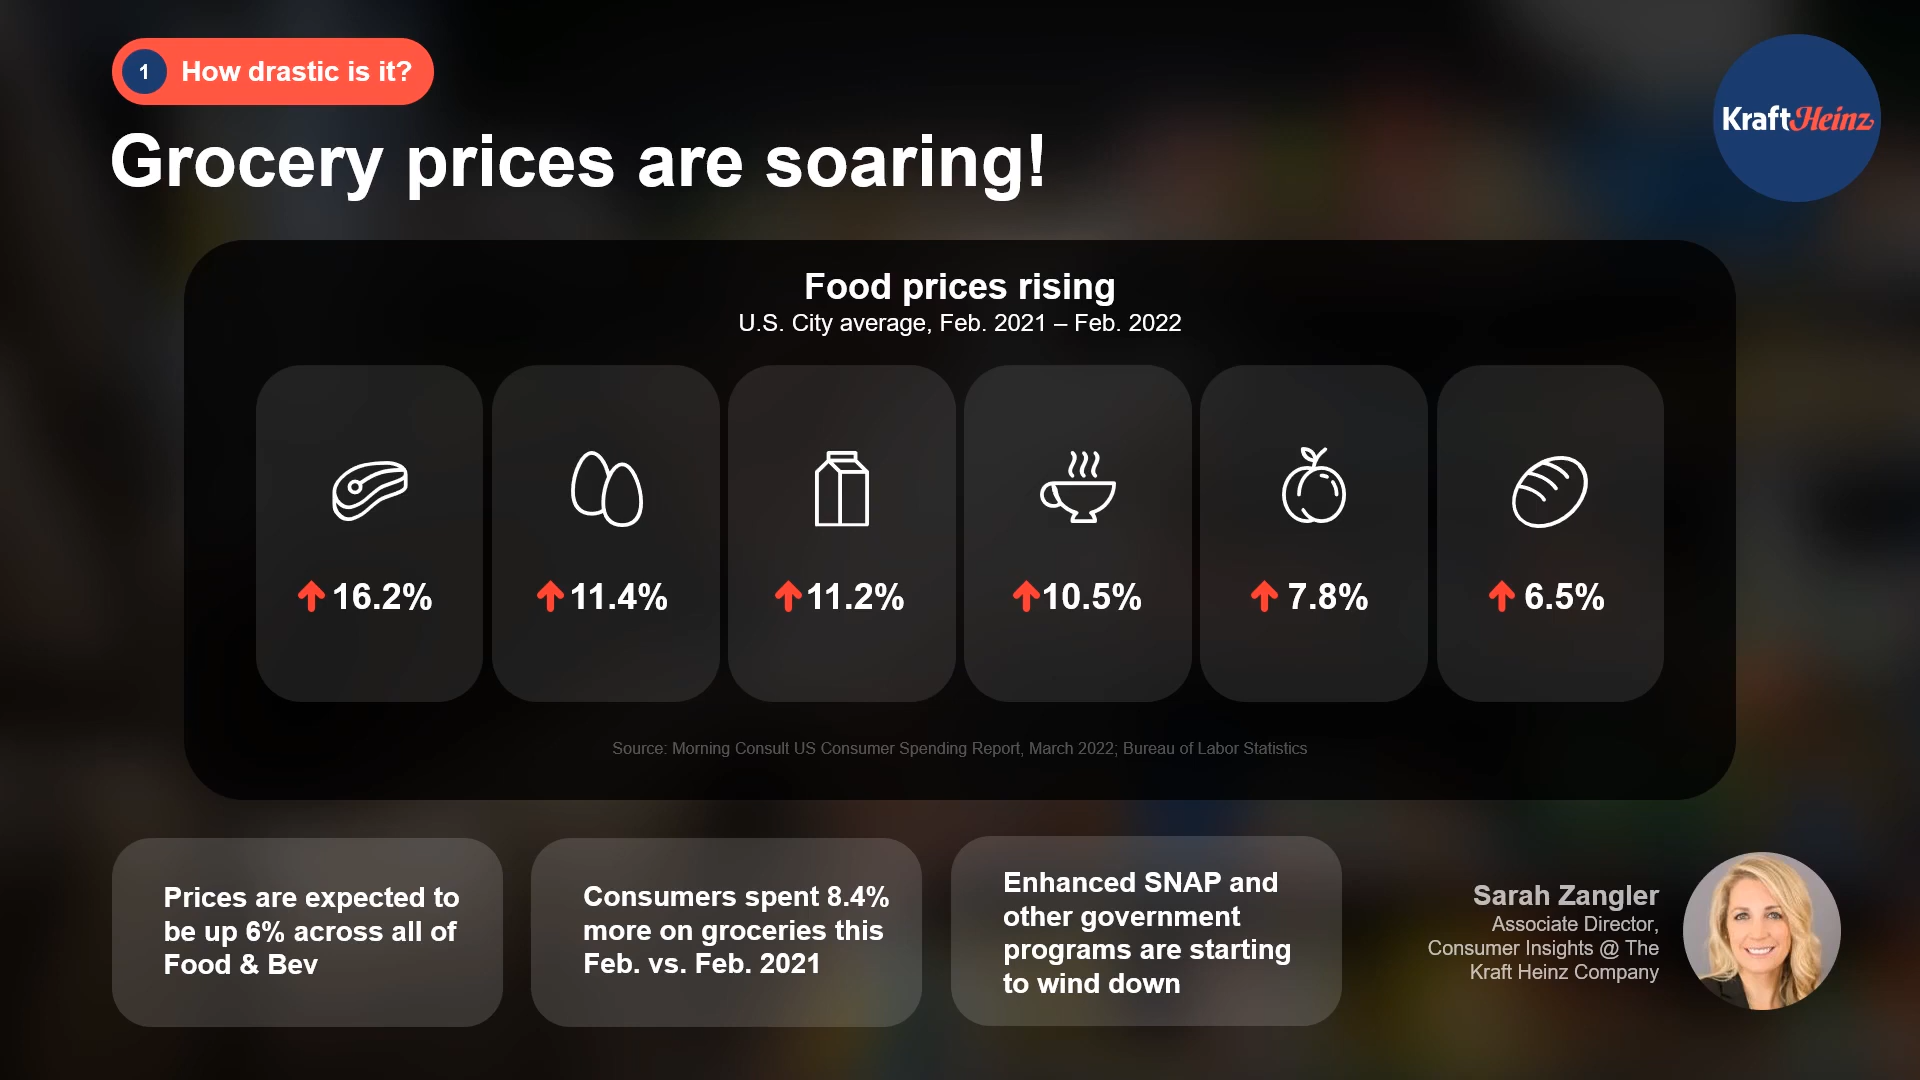 1 How drastic is it?
KraftHeinz
Grocery prices are soaring!
Food prices rising
U.S. City average, Feb. 2021 – Feb. 2022
16.2%
11.4%
11.2%
10.5%
7.8%
6.5%
Source: Morning Consult US Consumer Spending Report, March 2022; Bureau of Labor Statistics
Prices are expected to
be up 6% across all of
Food & Bev
Consumers spent 8.4%
more on groceries this
Feb. vs. Feb. 2021
Enhanced SNAP and
other government
programs are starting
to wind down
Sarah Zangler
Associate Director,
Consumer Insights @ The
Kraft Heinz Company